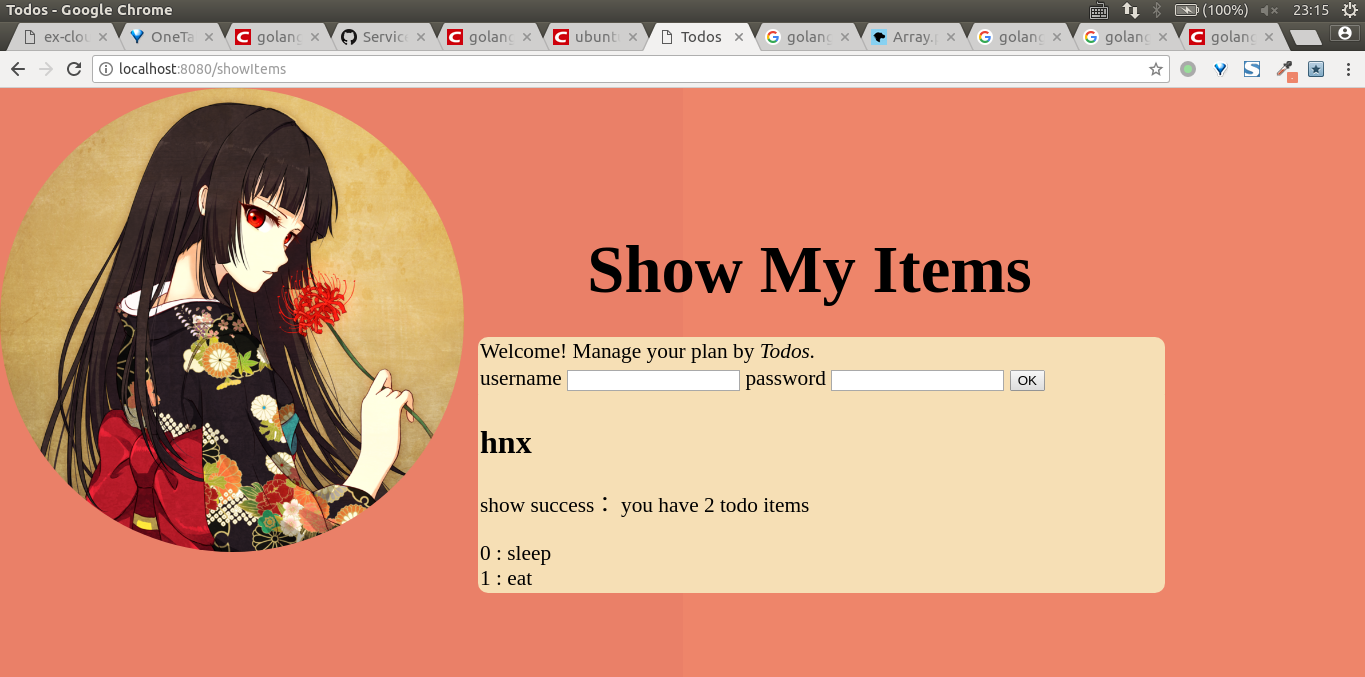 Todos - Google Chrome
(100%)
23:15
ex-clou
OneTa
golang
Service
golang
ubuntu
Todos
golang
Array.p
golang
golang
golang
localhost:8080/showItems
Show My Items
Welcome! Manage your plan by Todos.
username password OK
hnx
show success： you have 2 todo items
0 : sleep
1 : eat